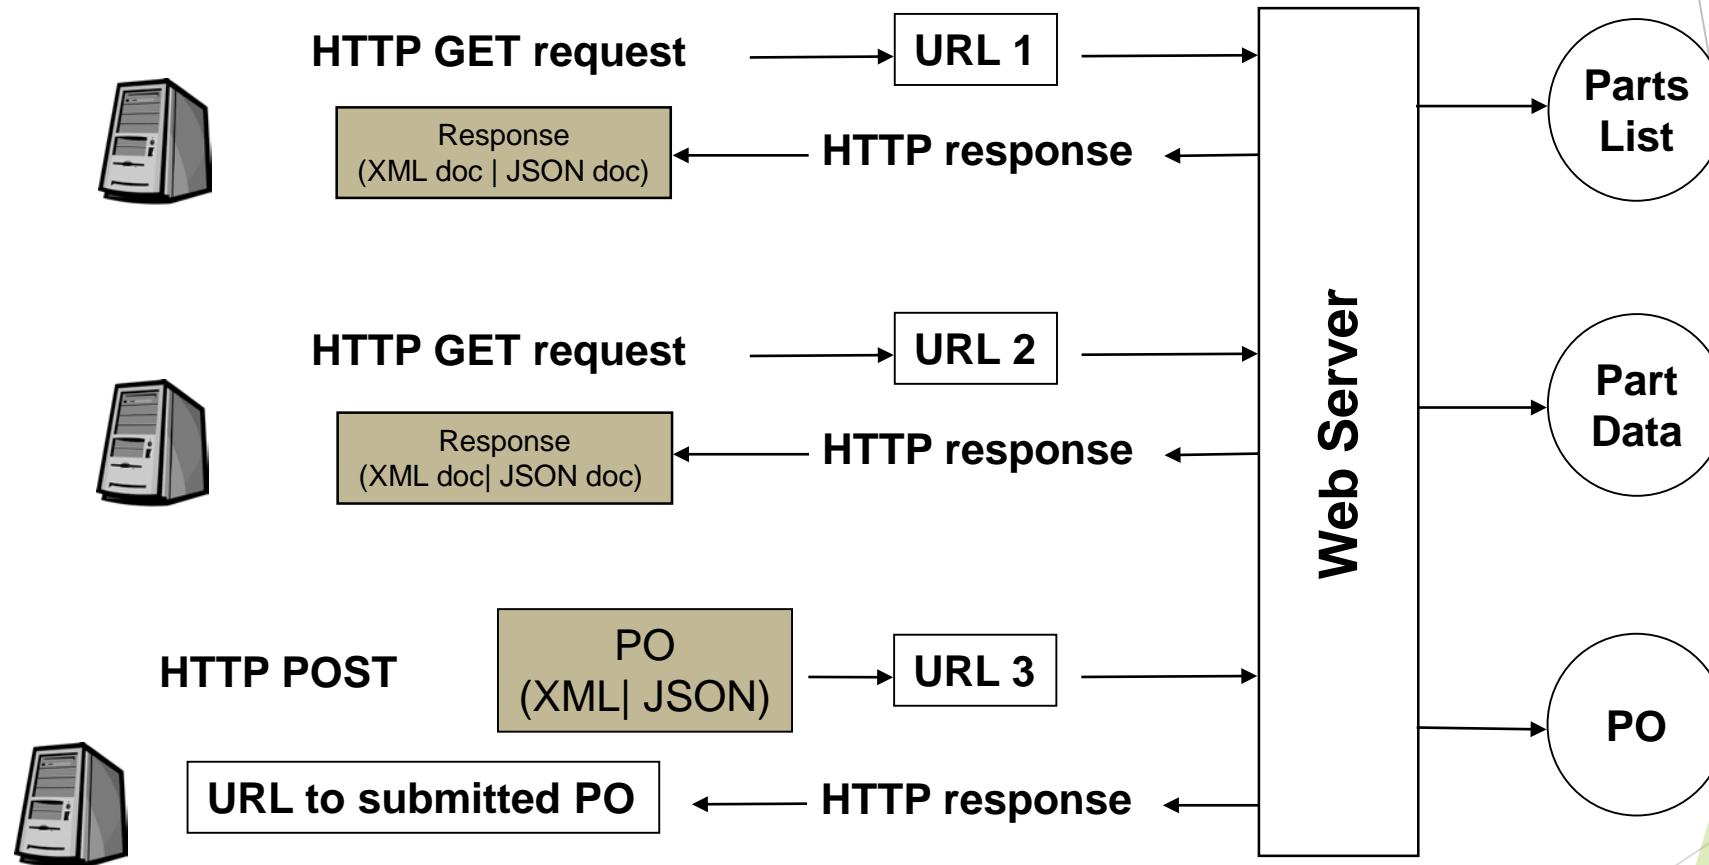 HTTP GET request
URL 1
Parts
List
Response
(XML doc | JSON doc)
HTTP response
HTTP GET request
URL 2
Part
Data
Response
(XML doc| JSON doc)
HTTP response
Web Server
HTTP POST
PO
(XML| JSON)
URL 3
PO
URL to submitted PO
HTTP response